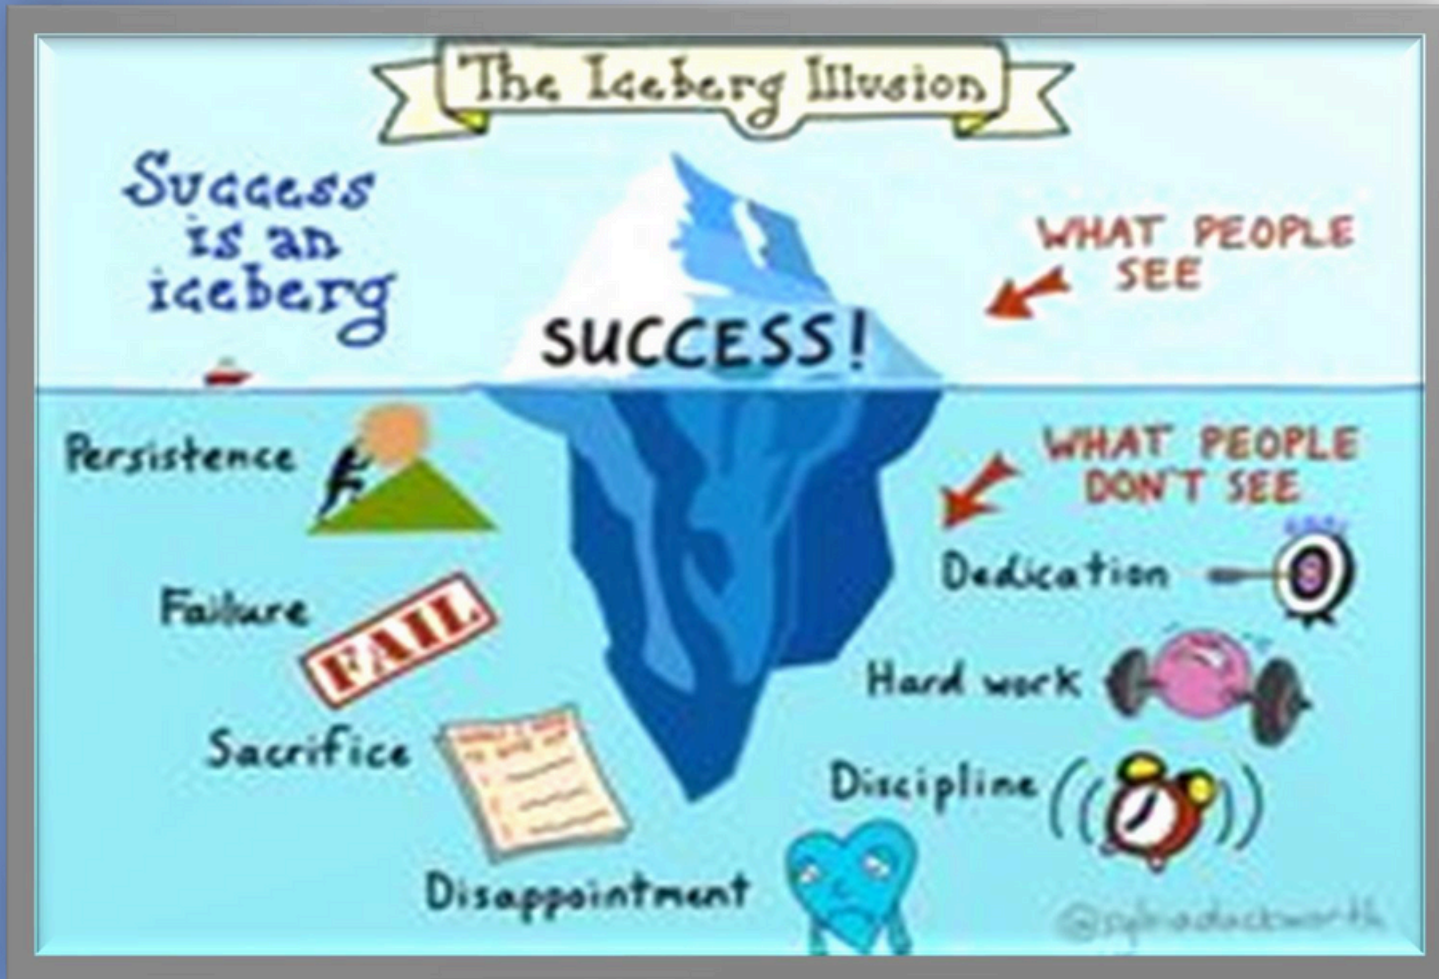 The Iceberg Illusion
Success
is an
iceberg
WHAT PEOPLE
SEE
SUCCESS!
WHAT PEOPLE
DON'T SEE
Persistence
Dedication
Failure
FAIL
Hard work
Sacrifice
Discipline
Disappointment
@sylviaduckworth